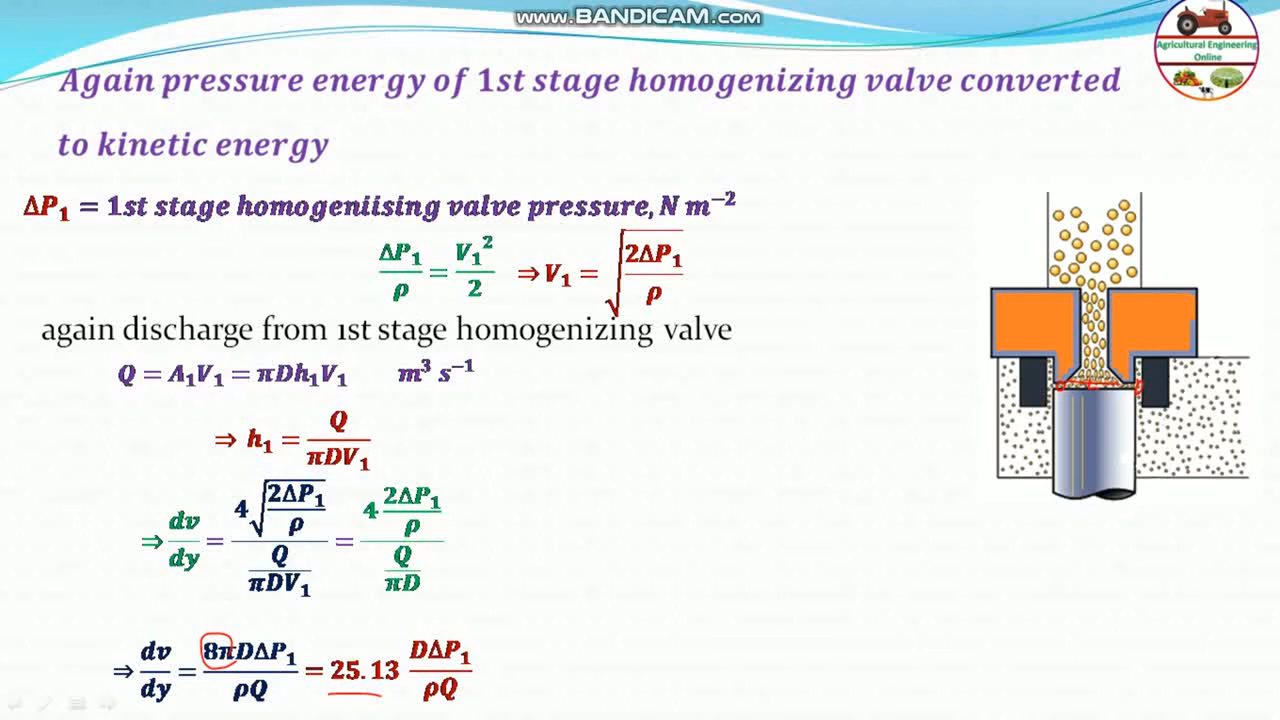 www.BANDICAM.com
Agricultural Engineering
Online
Again pressure energy of 1st stage homogenizing valve converted
to kinetic energy
ΔP₁ = 1st stage homogeniising valve pressure, N m⁻²
ΔP₁/ρ = V₁²/2 ⇒ V₁ = √(2ΔP₁/ρ)
again discharge from 1st stage homogenizing valve
Q = A₁V₁ = πDh₁V₁ m³ s⁻¹
⇒ h₁ = Q/(πDV₁)
⇒ dv/dy = (4√(2ΔP₁/ρ))/(Q/(πDV₁)) = (4 2ΔP₁/ρ)/(Q/(πD))
⇒ dv/dy = 8πDΔP₁/(ρQ) = 25.13 DΔP₁/(ρQ)